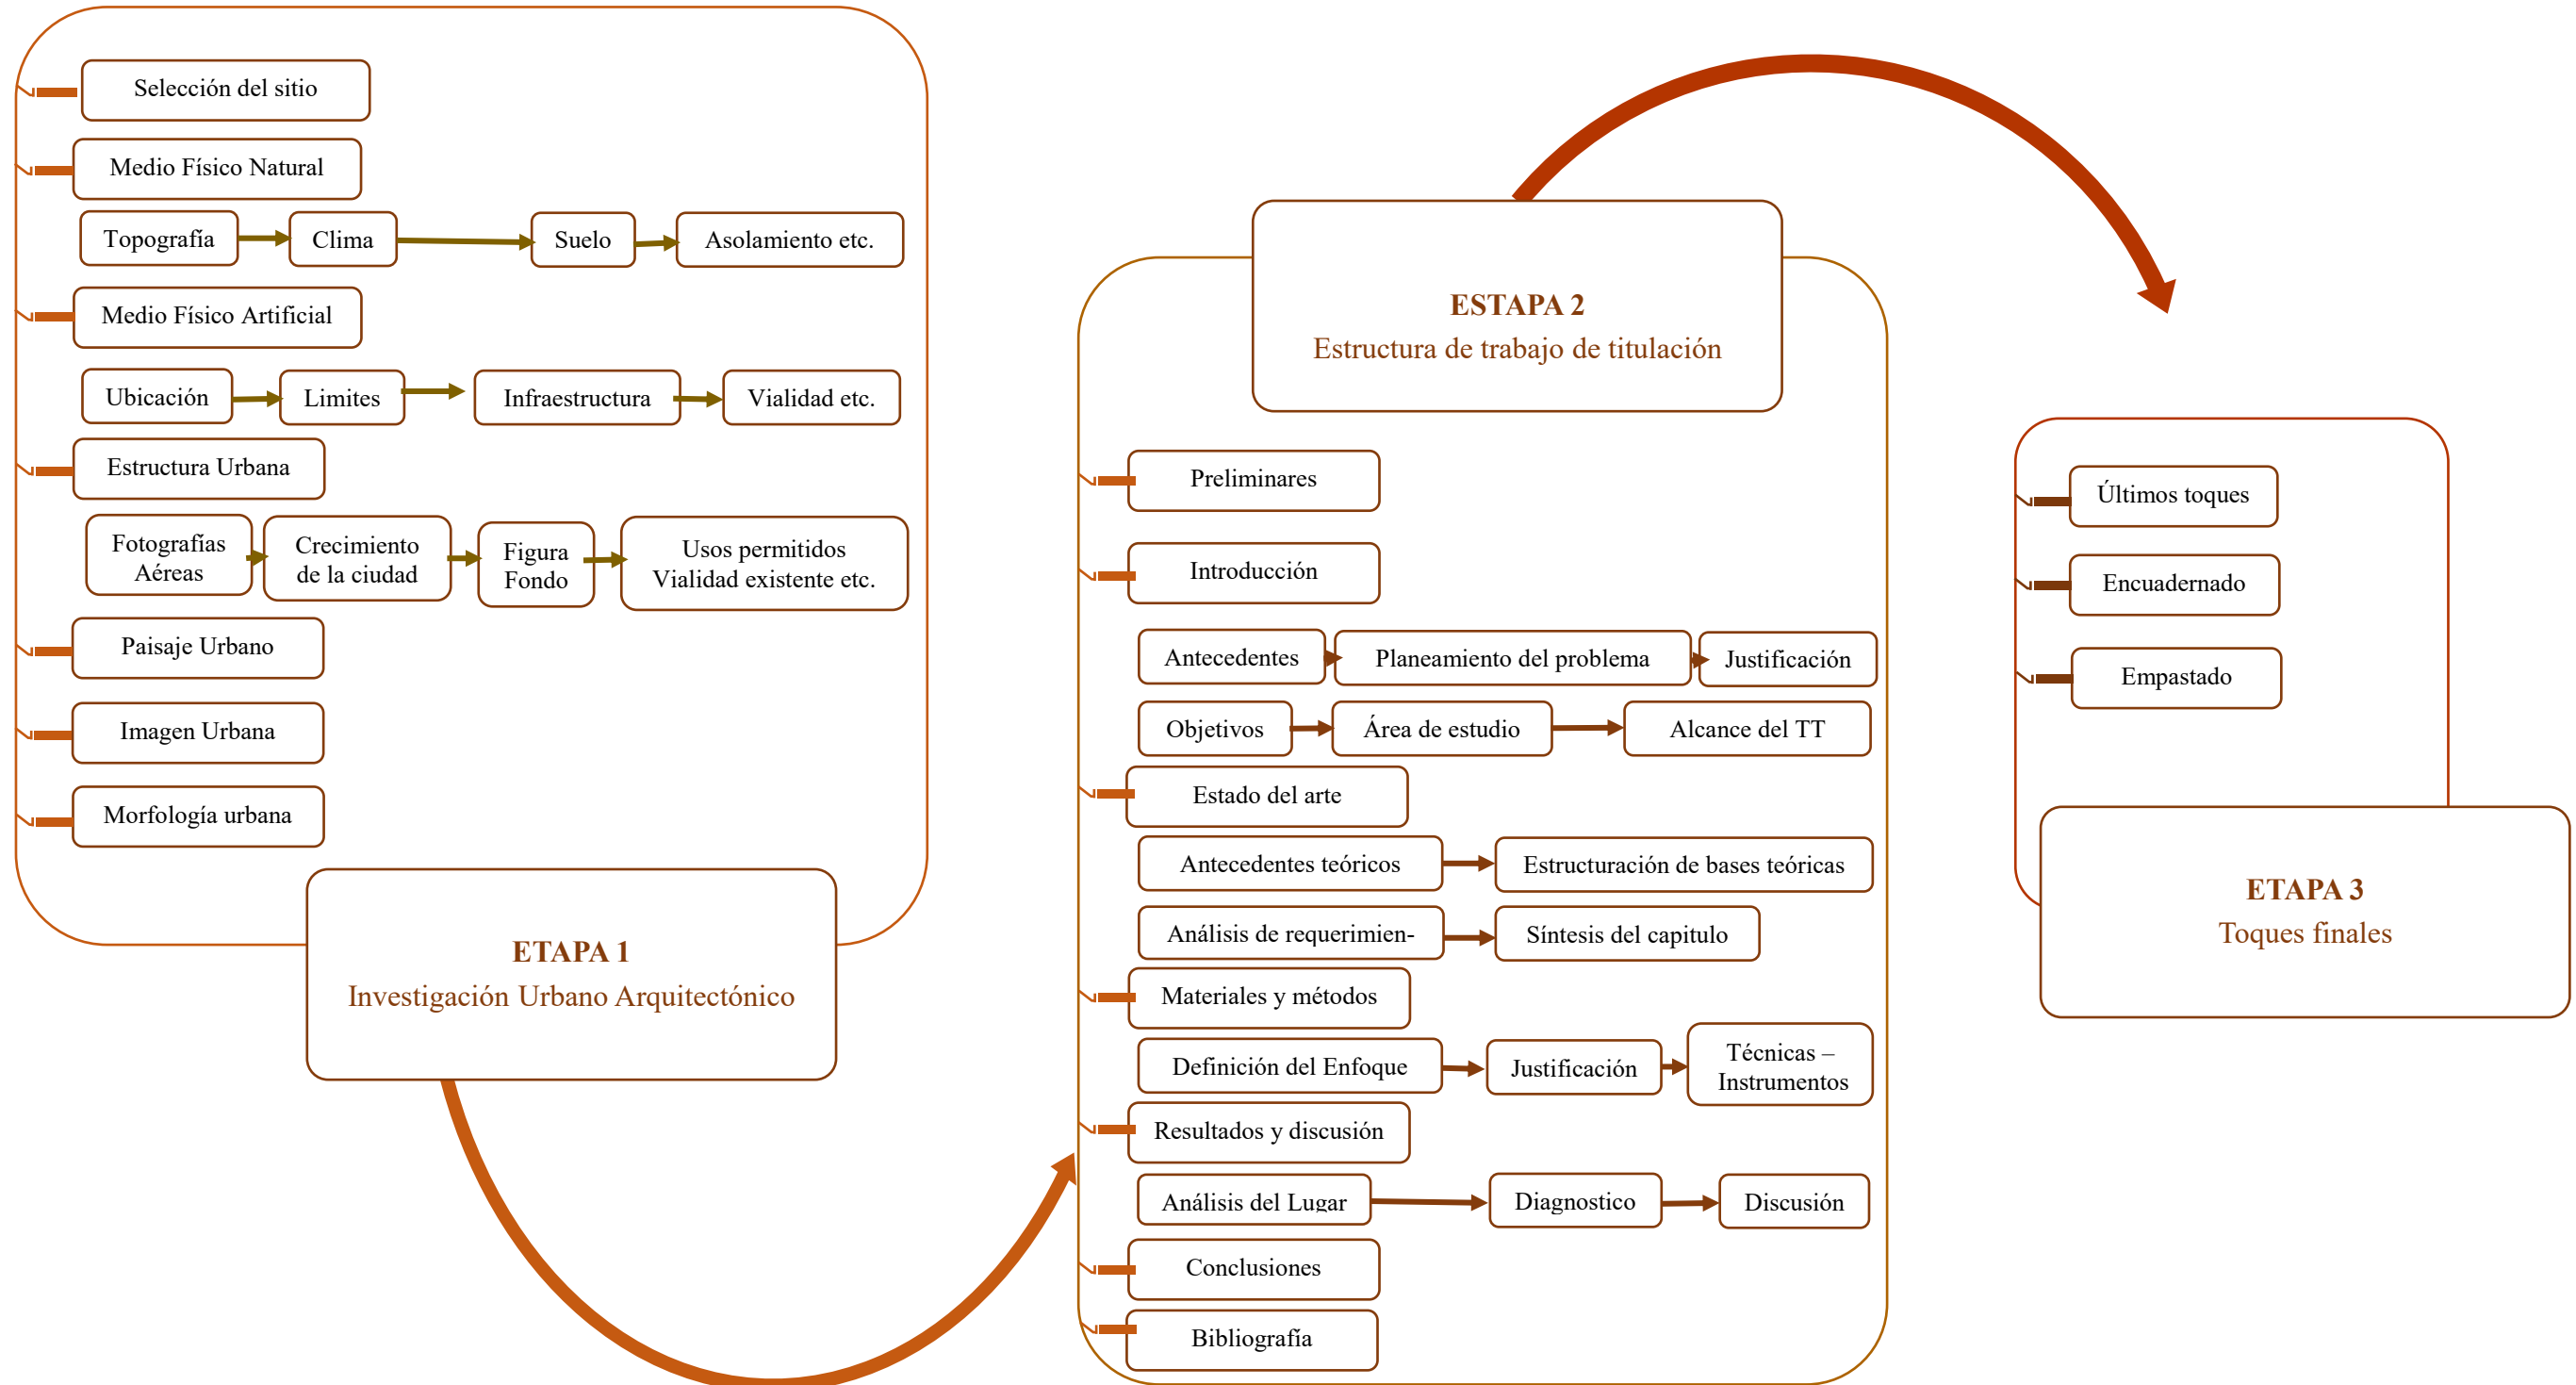 Selección del sitio
Medio Físico Natural
Topografía
Clima
Suelo
Asolamiento etc.
Medio Físico Artificial
Ubicación
Limites
Infraestructura
Vialidad etc.
Estructura Urbana
Fotografías
Aéreas
Crecimiento
de la ciudad
Figura
Fondo
Usos permitidos
Vialidad existente etc.
Paisaje Urbano
Imagen Urbana
Morfología urbana
ETAPA 1
Investigación Urbano Arquitectónico
ESTAPA 2
Estructura de trabajo de titulación
Preliminares
Introducción
Antecedentes
Planeamiento del problema
Justificación
Objetivos
Área de estudio
Alcance del TT
Estado del arte
Antecedentes teóricos
Estructuración de bases teóricas
Análisis de requerimien-
Síntesis del capitulo
Materiales y métodos
Definición del Enfoque
Justificación
Técnicas –
Instrumentos
Resultados y discusión
Análisis del Lugar
Diagnostico
Discusión
Conclusiones
Bibliografía
Últimos toques
Encuadernado
Empastado
ETAPA 3
Toques finales